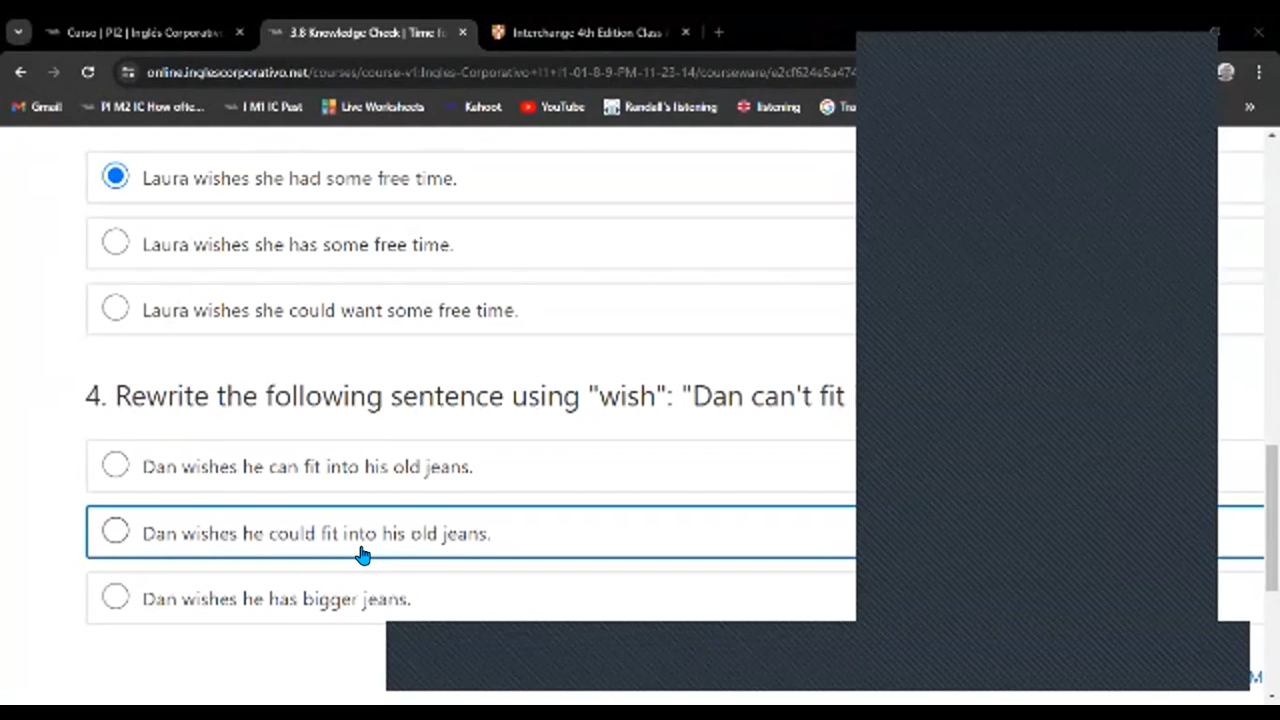 Curso | PI2 | Inglés Corporativ
3.8 Knowledge Check | Time f
Interchange 4th Edition Class
online.inglescorporativo.net/courses/course-v1:Ingles-Corporativo+I1+I1-01-8-9-PM-11-23-14/courseware/e2cf624e5a474
Gmail
PI M2 IC How ofte...
I M1 IC Past
Live Worksheets
Kahoot
YouTube
Randall's listening
listening
Tra
»
Laura wishes she had some free time.
Laura wishes she has some free time.
Laura wishes she could want some free time.
4. Rewrite the following sentence using "wish": "Dan can't fit
Dan wishes he can fit into his old jeans.
Dan wishes he could fit into his old jeans.
Dan wishes he has bigger jeans.